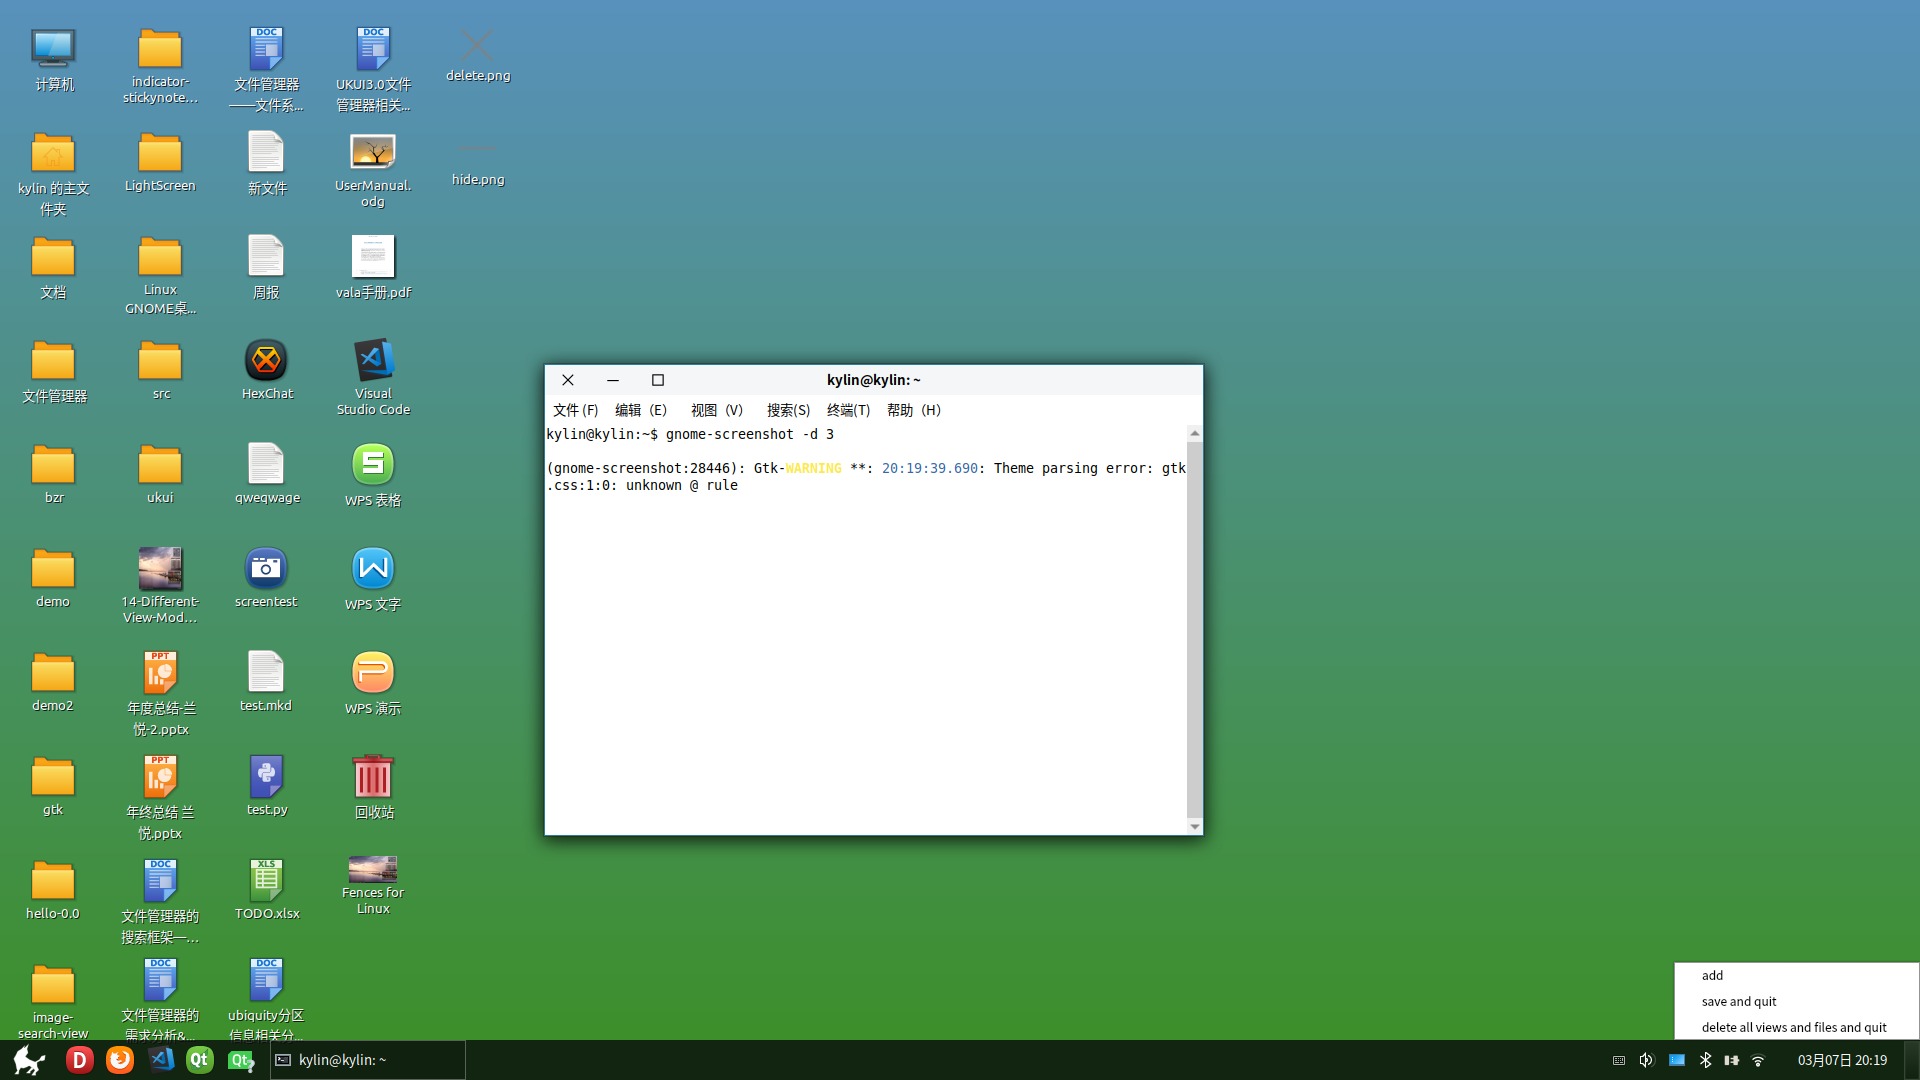 计算机
indicator-
stickynote...
文件管理器
——文件系...
UKUI3.0文件
管理器相关...
delete.png
kylin 的主文
件夹
LightScreen
新文件
UserManual.
odg
hide.png
文档
Linux
GNOME桌...
周报
vala手册.pdf
文件管理器
src
HexChat
Visual
Studio Code
bzr
ukui
qweqwage
WPS 表格
demo
14-Different-
View-Mod...
screentest
WPS 文字
demo2
年度总结-兰
悦-2.pptx
test.mkd
WPS 演示
gtk
年终总结 兰
悦.pptx
test.py
回收站
hello-0.0
文件管理器的
搜索框架一...
TODO.xlsx
Fences for
Linux
image-
search-view
文件管理器的
需求分析&...
ubiquity分区
信息相关分...
kylin@kylin: ~
文件(F) 编辑(E) 视图(V) 搜索(S) 终端(T) 帮助(H)
kylin@kylin:~$ gnome-screenshot -d 3
(gnome-screenshot:28446): Gtk-WARNING **: 20:19:39.690: Theme parsing error: gtk
.css:1:0: unknown @ rule
add
save and quit
delete all views and files and quit
kylin@kylin: ~
03月07日 20:19